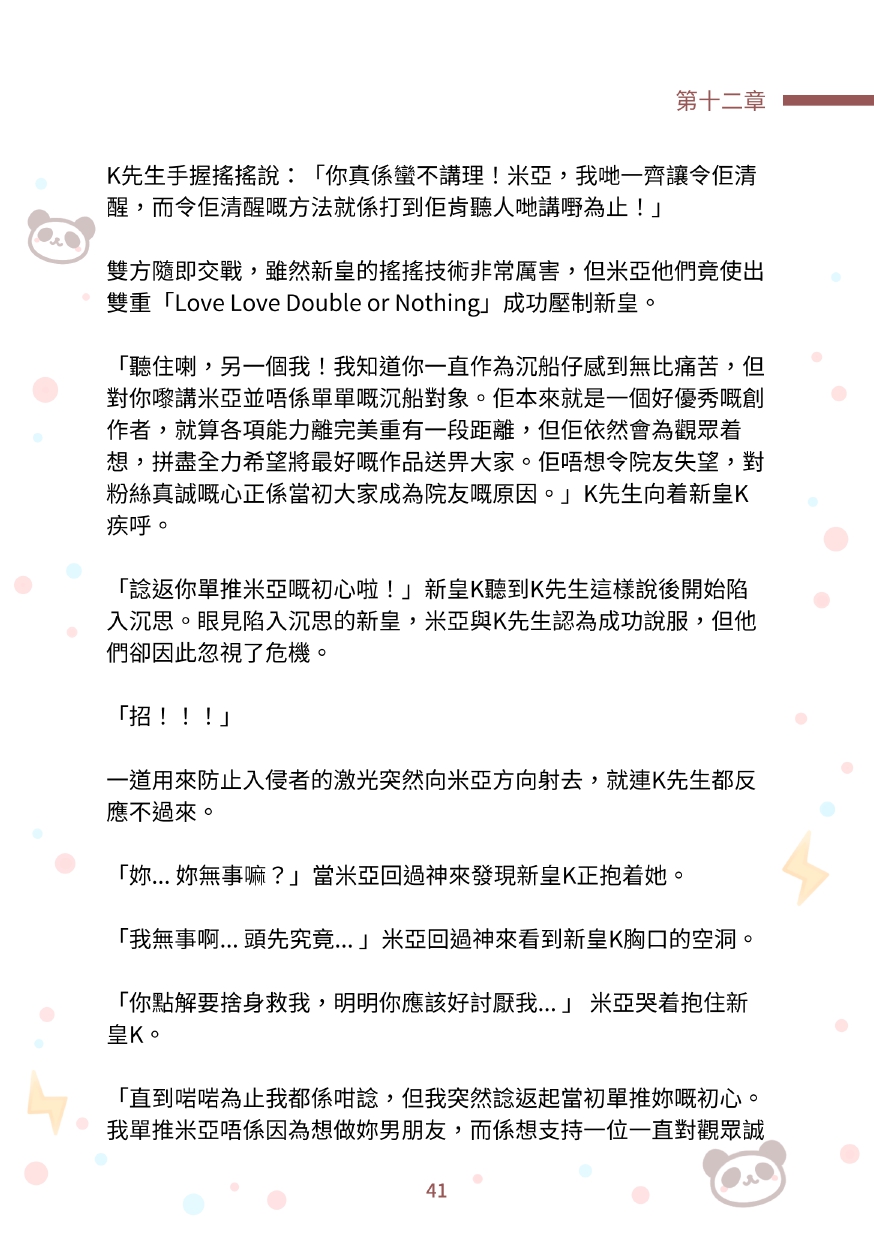 第十二章
K先生手握搖搖說：「你真係蠻不講理！米亞，我哋一齊讓令佢清
醒，而令佢清醒嘅方法就係打到佢肯聽人哋講嘢為止！」
雙方隨即交戰，雖然新皇的搖搖技術非常厲害，但米亞他們竟使出
雙重「Love Love Double or Nothing」成功壓制新皇。
「聽住喇，另一個我！我知道你一直作為沉船仔感到無比痛苦，但
對你嚟講米亞並唔係單單嘅沉船對象。佢本來就是一個好優秀嘅創
作者，就算各項能力離完美重有一段距離，但佢依然會為觀眾着
想，拼盡全力希望將最好嘅作品送畀大家。佢唔想令院友失望，對
粉絲真誠嘅心正係當初大家成為院友嘅原因。」K先生向着新皇K
疾呼。
「諗返你單推米亞嘅初心啦！」新皇K聽到K先生這樣說後開始陷
入沉思。眼見陷入沉思的新皇，米亞與K先生認為成功說服，但他
們卻因此忽視了危機。
「招！！！」
一道用來防止入侵者的激光突然向米亞方向射去，就連K先生都反
應不過來。
「妳... 妳無事嘛？」當米亞回過神來發現新皇K正抱着她。
「我無事啊... 頭先究竟... 」米亞回過神來看到新皇K胸口的空洞。
「你點解要捨身救我，明明你應該好討厭我... 」 米亞哭着抱住新
皇K。
「直到啱啱為止我都係咁諗，但我突然諗返起當初單推妳嘅初心。
我單推米亞唔係因為想做妳男朋友，而係想支持一位一直對觀眾誠
41